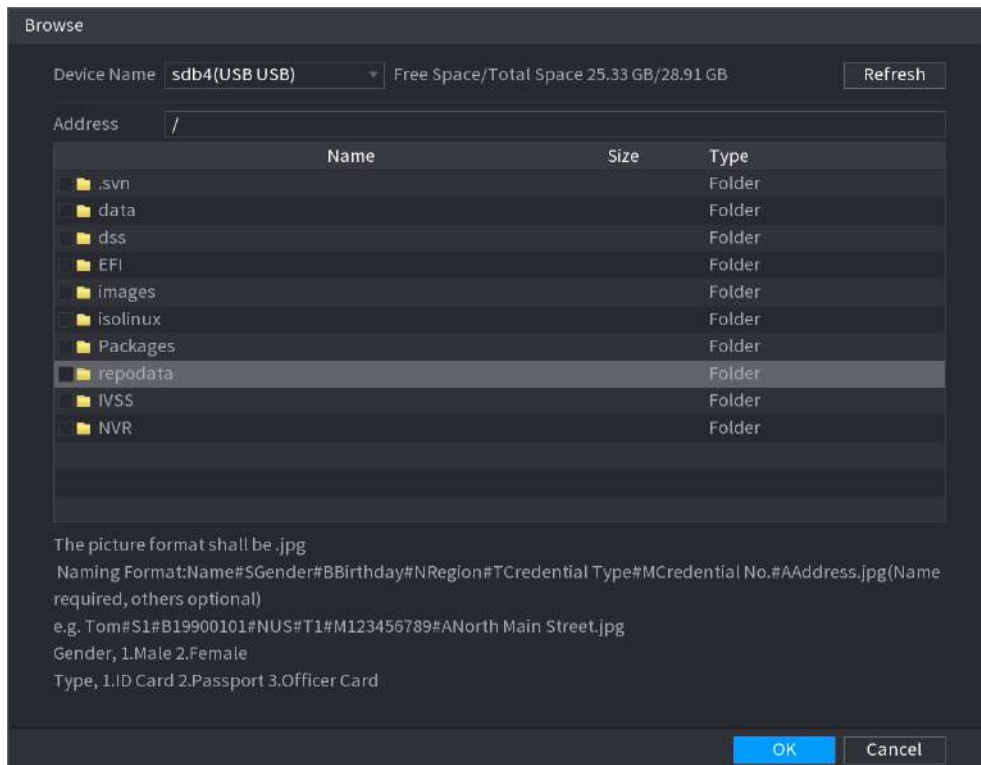 Browse
Device Name sdb4(USB USB) Free Space/Total Space 25.33 GB/28.91 GB Refresh
Address /
Name Size Type
.svn Folder
data Folder
dss Folder
EFI Folder
images Folder
isolinux Folder
Packages Folder
repodata Folder
IVSS Folder
NVR Folder
The picture format shall be .jpg
Naming Format:Name#SGender#BBirthday#NRegion#TCredential Type#MCredential No.#AAddress.jpg(Name
required, others optional)
e.g. Tom#S1#B19900101#NUS#T1#M123456789#ANorth Main Street.jpg
Gender, 1.Male 2.Female
Type, 1.ID Card 2.Passport 3.Officer Card
OK Cancel